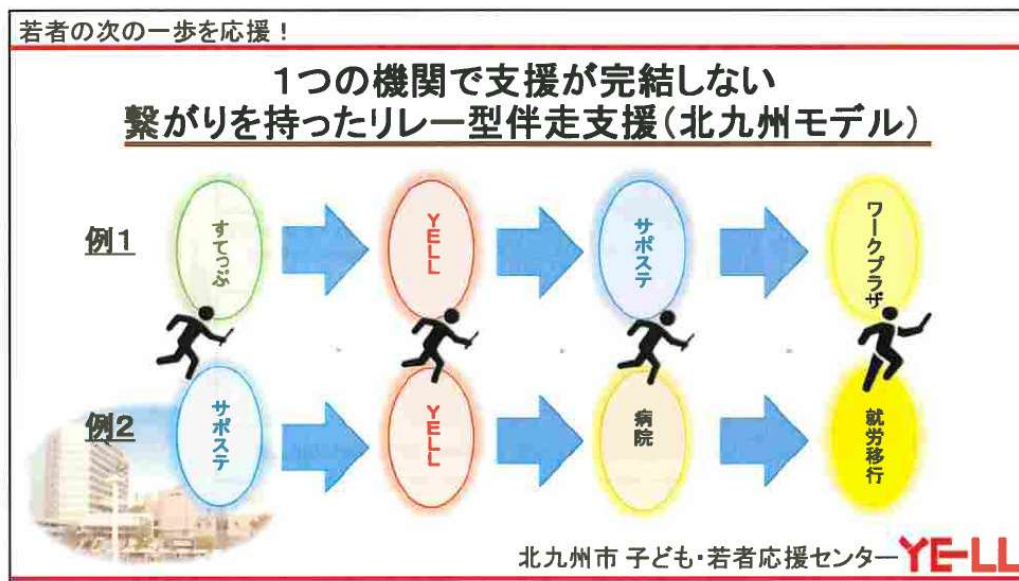 若者の次の一歩を応援!
1つの機関で支援が完結しない
繋がりを持ったリレー型伴走支援(北九州モデル)
例1
すてっぷ
YELL
サポステ
ワークプラザ
例2
サポステ
YELL
病院
就労移行
北九州市 子ども・若者応援センター YELL